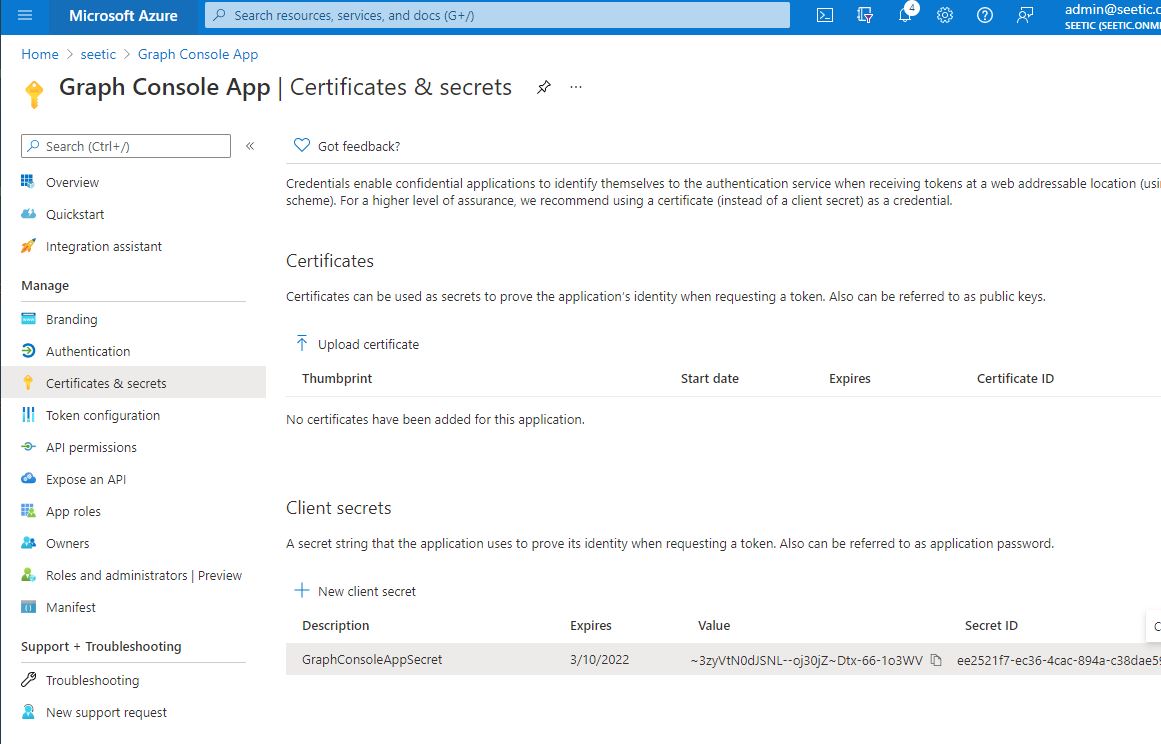 Microsoft Azure
Search resources, services, and docs (G+/)
4
admin@seetic.c
SEETIC (SEETIC.ONMI
Home > seetic > Graph Console App
Graph Console App | Certificates & secrets
Search (Ctrl+/)
Overview
Quickstart
Integration assistant
Manage
Branding
Authentication
Certificates & secrets
Token configuration
API permissions
Expose an API
App roles
Owners
Roles and administrators | Preview
Manifest
Support + Troubleshooting
Troubleshooting
New support request
Got feedback?
Credentials enable confidential applications to identify themselves to the authentication service when receiving tokens at a web addressable location (usi
scheme). For a higher level of assurance, we recommend using a certificate (instead of a client secret) as a credential.
Certificates
Certificates can be used as secrets to prove the application's identity when requesting a token. Also can be referred to as public keys.
Upload certificate
Thumbprint Start date Expires Certificate ID
No certificates have been added for this application.
Client secrets
A secret string that the application uses to prove its identity when requesting a token. Also can be referred to as application password.
New client secret
Description Expires Value Secret ID
GraphConsoleAppSecret 3/10/2022 ~3zyVtN0dJSNL--oj30jZ~Dtx-66-1o3WV ee2521f7-ec36-4cac-894a-c38dae5